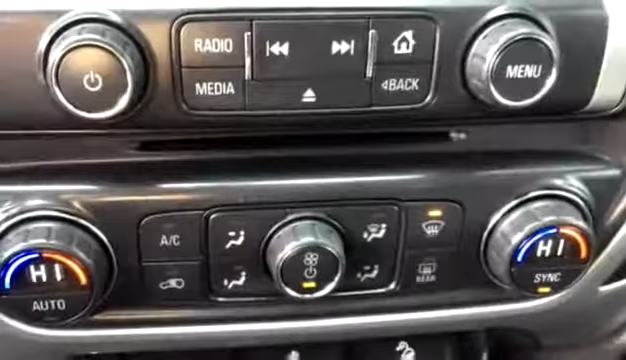 RADIO
MEDIA
BACK
MENU
A/C
HI
AUTO
REAR
HI
SYNC